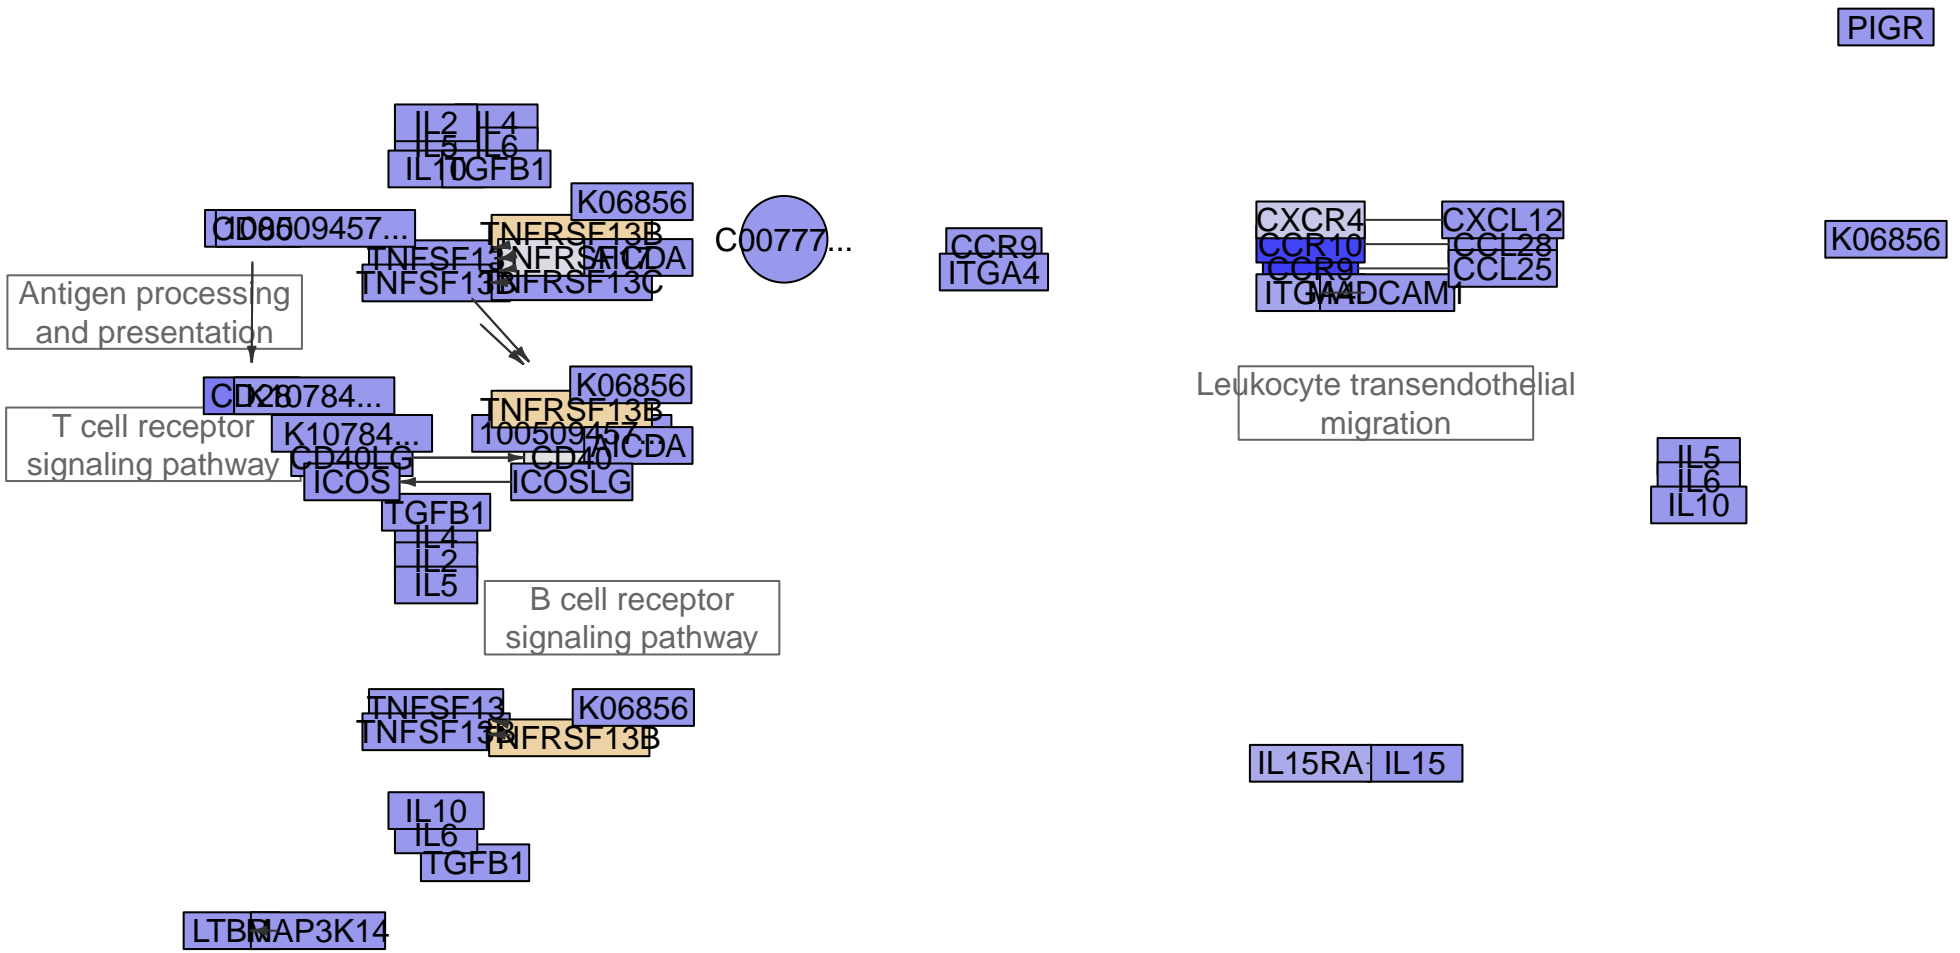 PIGR
IL2
IL4
IL5
IL6
IL10
TGFB1
K06856
CD86
100509457...
TNFRSF13B
TNFSF13
TNFRSF17
AICDA
TNFSF13B
TNFRSF13C
C00777...
CCR9
ITGA4
CXCR4
CXCL12
CCR10
CCL28
CCR9
CCL25
ITGA4
MADCAM1
K06856
Antigen processing
and presentation
CD28
K10784...
K06856
TNFRSF13B
T cell receptor
signaling pathway
K10784...
100509457...
AICDA
CD40LG
CD40
ICOS
ICOSLG
TGFB1
IL4
IL2
IL5
Leukocyte transendothelial
migration
IL5
IL6
IL10
B cell receptor
signaling pathway
TNFSF13
K06856
TNFSF13B
TNFRSF13B
IL15RA
IL15
IL10
IL6
TGFB1
LTBR
MAP3K14